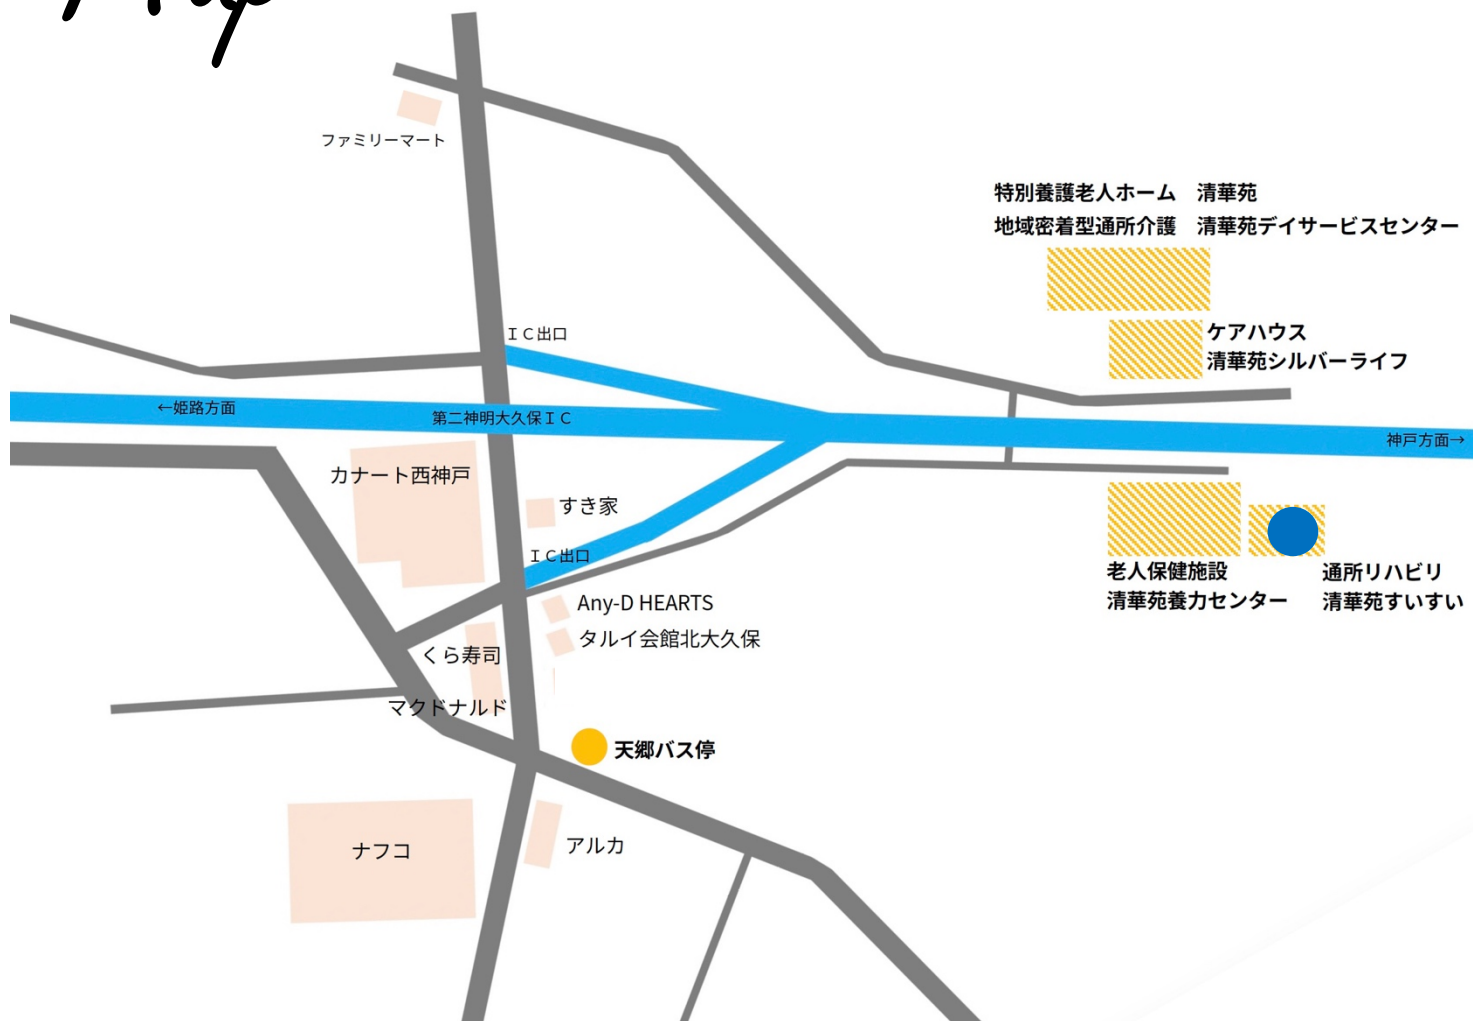 ファミリーマート
特別養護老人ホーム　清華苑
地域密着型通所介護　清華苑デイサービスセンター
ＩＣ出口
ケアハウス
清華苑シルバーライフ
←姫路方面
第二神明大久保ＩＣ
神戸方面→
カナート西神戸
すき家
ＩＣ出口
老人保健施設
清華苑養力センター
通所リハビリ
清華苑すいすい
Any-D HEARTS
タルイ会館北大久保
くら寿司
マクドナルド
天郷バス停
ナフコ
アルカ